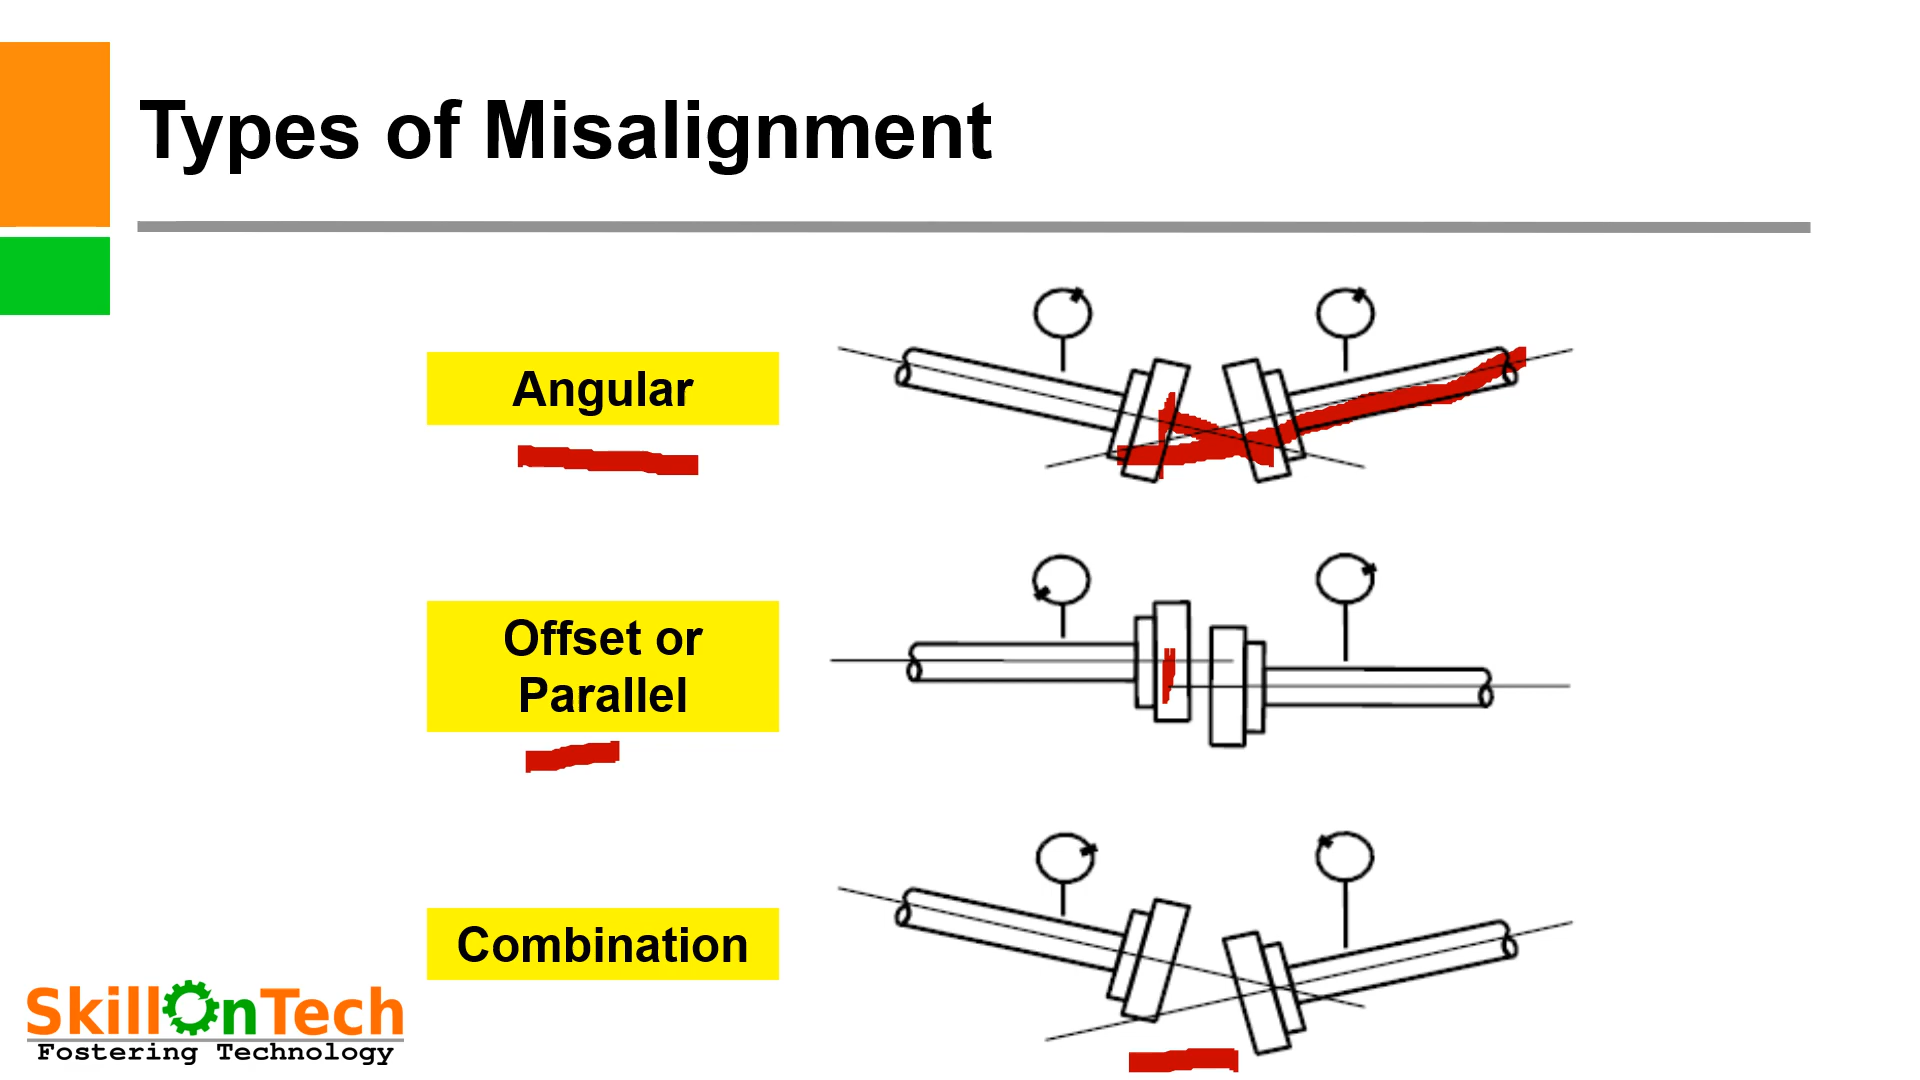 Types of Misalignment
Angular
Offset or
Parallel
Combination
SkillOnTech
Fostering Technology